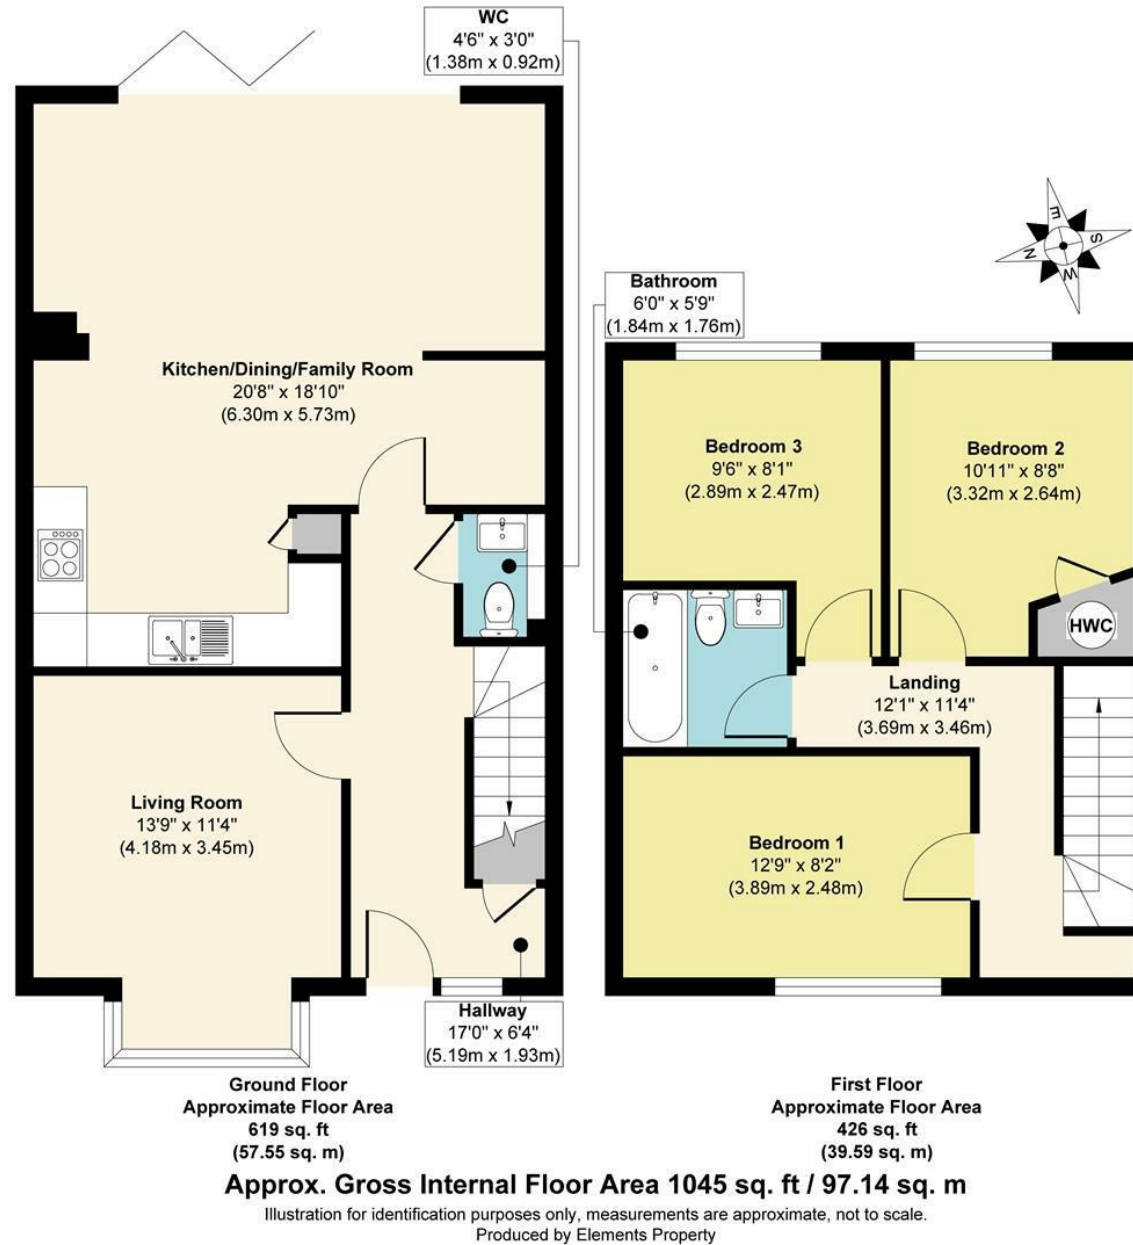 WC
4'6" x 3'0"
(1.38m x 0.92m)
E
S
N
W
Bathroom
6'0" x 5'9"
(1.84m x 1.76m)
Kitchen/Dining/Family Room
20'8" x 18'10"
(6.30m x 5.73m)
Bedroom 3
9'6" x 8'1"
(2.89m x 2.47m)
Bedroom 2
10'11" x 8'8"
(3.32m x 2.64m)
HWC
Landing
12'1" x 11'4"
(3.69m x 3.46m)
Living Room
13'9" x 11'4"
(4.18m x 3.45m)
Bedroom 1
12'9" x 8'2"
(3.89m x 2.48m)
Hallway
17'0" x 6'4"
(5.19m x 1.93m)
Ground Floor
Approximate Floor Area
619 sq. ft
(57.55 sq. m)
First Floor
Approximate Floor Area
426 sq. ft
(39.59 sq. m)
Approx. Gross Internal Floor Area 1045 sq. ft / 97.14 sq. m
Illustration for identification purposes only, measurements are approximate, not to scale.
Produced by Elements Property